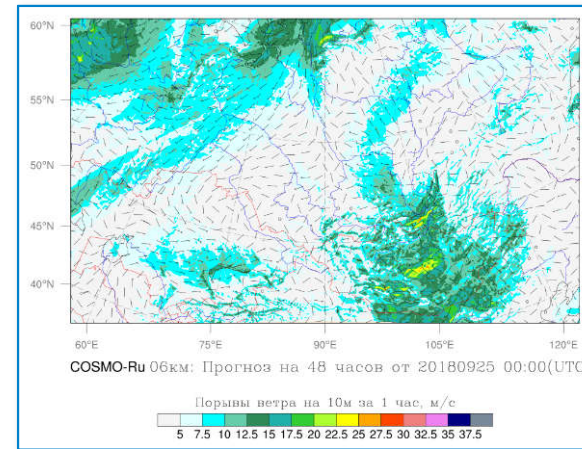 60°N
55°N
50°N
45°N
40°N
60°E 75°E 90°E 105°E 120°E
COSMO-Ru 06км: Прогноз на 48 часов от 20180925 00:00(UTC
Порывы ветра на 10м за 1 час, м/с
5 7.5 10 12.5 15 17.5 20 22.5 25 27.5 30 32.5 35 37.5